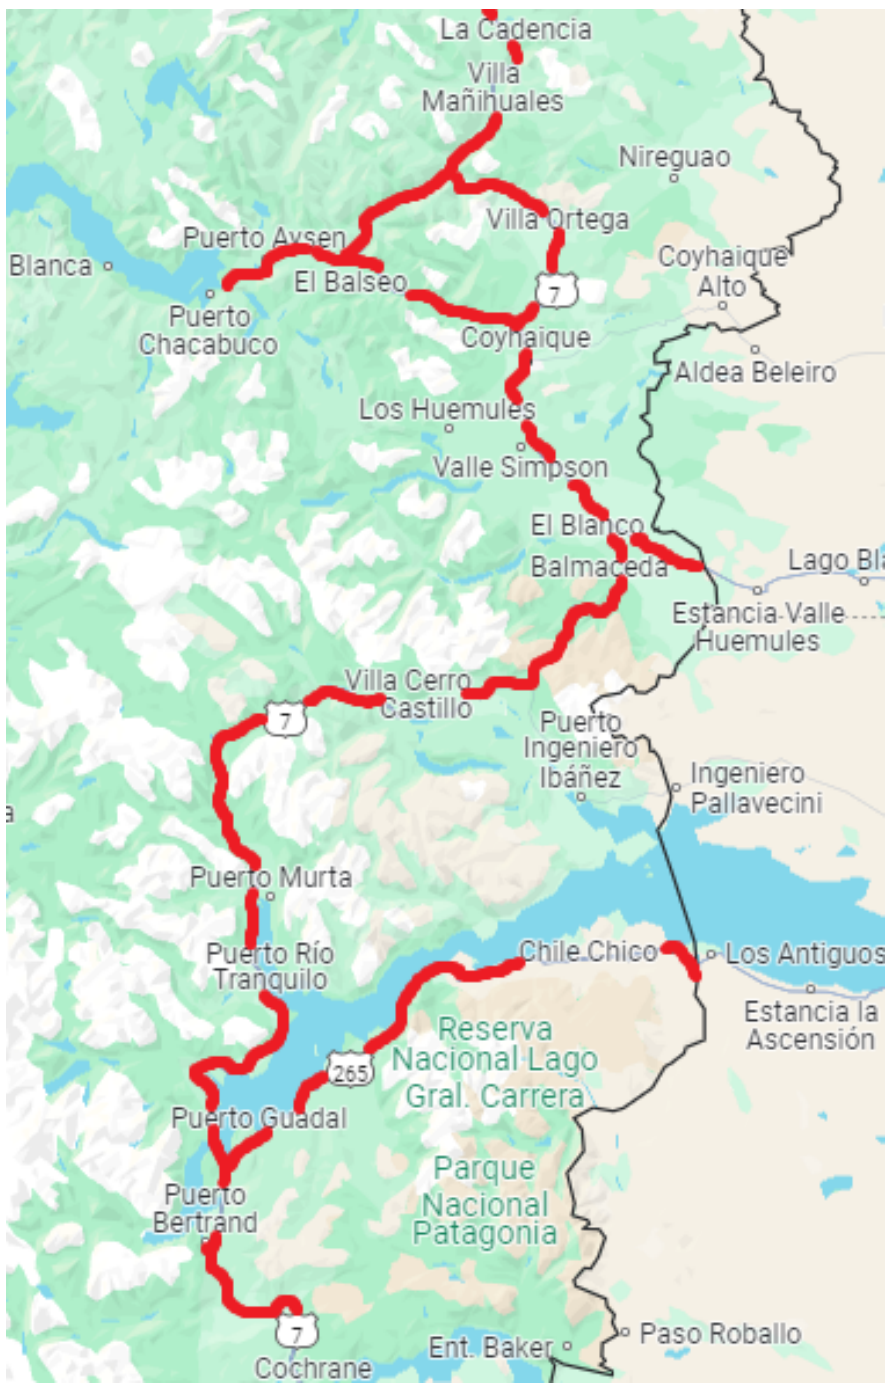 La Cadencia
Villa
Mañihuales
Nireguao
Villa Ortega
Puerto Aysen
Coyhaique
Alto
Blanca
El Balseo
7
Puerto
Chacabuco
Coyhaique
Aldea Beleiro
Los Huemules
Valle Simpson
El Blanco
Balmaceda
Lago Bla
Estancia Valle
Huemules
Villa Cerro
Castillo
7
Puerto
Ingeniero
Ibáñez
Ingeniero
Pallavecini
a
Puerto Murta
Puerto Río
Tranquilo
Chile Chico
Los Antiguos
Estancia la
Ascensión
Reserva
Nacional Lago
Gral. Carrera
265
Puerto Guadal
Parque
Nacional
Patagonia
Puerto
Bertrand
7
Cochrane
Ent. Baker
Paso Roballo